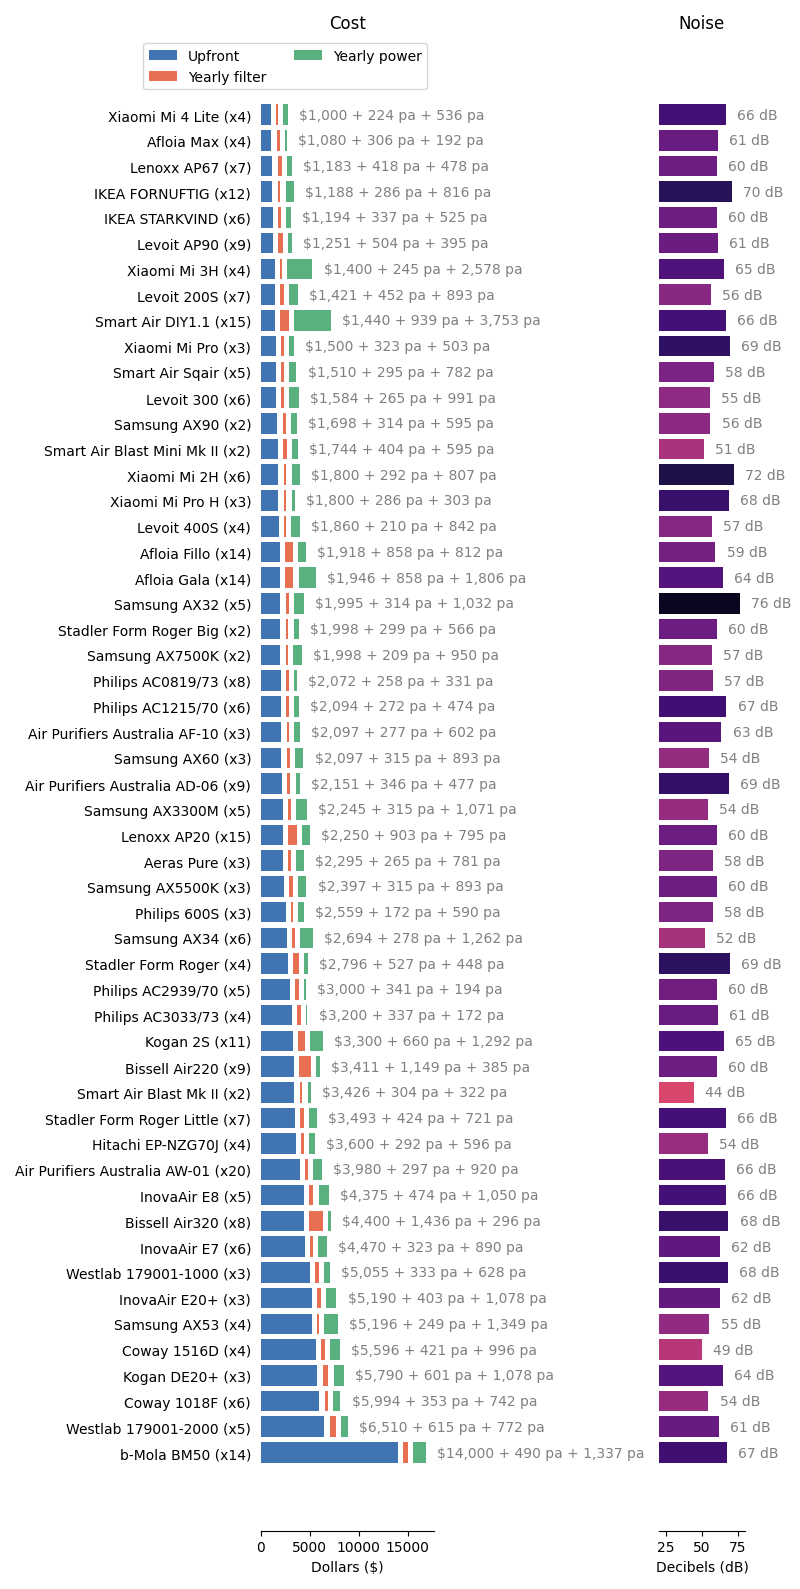 Cost Noise
Upfront Yearly power
Yearly filter
Xiaomi Mi 4 Lite (x4) $1,000 + 224 pa + 536 pa 66 dB
Afloia Max (x4) $1,080 + 306 pa + 192 pa 61 dB
Lenoxx AP67 (x7) $1,183 + 418 pa + 478 pa 60 dB
IKEA FORNUFTIG (x12) $1,188 + 286 pa + 816 pa 70 dB
IKEA STARKVIND (x6) $1,194 + 337 pa + 525 pa 60 dB
Levoit AP90 (x9) $1,251 + 504 pa + 395 pa 61 dB
Xiaomi Mi 3H (x4) $1,400 + 245 pa + 2,578 pa 65 dB
Levoit 200S (x7) $1,421 + 452 pa + 893 pa 56 dB
Smart Air DIY1.1 (x15) $1,440 + 939 pa + 3,753 pa 66 dB
Xiaomi Mi Pro (x3) $1,500 + 323 pa + 503 pa 69 dB
Smart Air Sqair (x5) $1,510 + 295 pa + 782 pa 58 dB
Levoit 300 (x6) $1,584 + 265 pa + 991 pa 55 dB
Samsung AX90 (x2) $1,698 + 314 pa + 595 pa 56 dB
Smart Air Blast Mini Mk II (x2) $1,744 + 404 pa + 595 pa 51 dB
Xiaomi Mi 2H (x6) $1,800 + 292 pa + 807 pa 72 dB
Xiaomi Mi Pro H (x3) $1,800 + 286 pa + 303 pa 68 dB
Levoit 400S (x4) $1,860 + 210 pa + 842 pa 57 dB
Afloia Fillo (x14) $1,918 + 858 pa + 812 pa 59 dB
Afloia Gala (x14) $1,946 + 858 pa + 1,806 pa 64 dB
Samsung AX32 (x5) $1,995 + 314 pa + 1,032 pa 76 dB
Stadler Form Roger Big (x2) $1,998 + 299 pa + 566 pa 60 dB
Samsung AX7500K (x2) $1,998 + 209 pa + 950 pa 57 dB
Philips AC0819/73 (x8) $2,072 + 258 pa + 331 pa 57 dB
Philips AC1215/70 (x6) $2,094 + 272 pa + 474 pa 67 dB
Air Purifiers Australia AF-10 (x3) $2,097 + 277 pa + 602 pa 63 dB
Samsung AX60 (x3) $2,097 + 315 pa + 893 pa 54 dB
Air Purifiers Australia AD-06 (x9) $2,151 + 346 pa + 477 pa 69 dB
Samsung AX3300M (x5) $2,245 + 315 pa + 1,071 pa 54 dB
Lenoxx AP20 (x15) $2,250 + 903 pa + 795 pa 60 dB
Aeras Pure (x3) $2,295 + 265 pa + 781 pa 58 dB
Samsung AX5500K (x3) $2,397 + 315 pa + 893 pa 60 dB
Philips 600S (x3) $2,559 + 172 pa + 590 pa 58 dB
Samsung AX34 (x6) $2,694 + 278 pa + 1,262 pa 52 dB
Stadler Form Roger (x4) $2,796 + 527 pa + 448 pa 69 dB
Philips AC2939/70 (x5) $3,000 + 341 pa + 194 pa 60 dB
Philips AC3033/73 (x4) $3,200 + 337 pa + 172 pa 61 dB
Kogan 2S (x11) $3,300 + 660 pa + 1,292 pa 65 dB
Bissell Air220 (x9) $3,411 + 1,149 pa + 385 pa 60 dB
Smart Air Blast Mk II (x2) $3,426 + 304 pa + 322 pa 44 dB
Stadler Form Roger Little (x7) $3,493 + 424 pa + 721 pa 66 dB
Hitachi EP-NZG70J (x4) $3,600 + 292 pa + 596 pa 54 dB
Air Purifiers Australia AW-01 (x20) $3,980 + 297 pa + 920 pa 66 dB
InovaAir E8 (x5) $4,375 + 474 pa + 1,050 pa 66 dB
Bissell Air320 (x8) $4,400 + 1,436 pa + 296 pa 68 dB
InovaAir E7 (x6) $4,470 + 323 pa + 890 pa 62 dB
Westlab 179001-1000 (x3) $5,055 + 333 pa + 628 pa 68 dB
InovaAir E20+ (x3) $5,190 + 403 pa + 1,078 pa 62 dB
Samsung AX53 (x4) $5,196 + 249 pa + 1,349 pa 55 dB
Coway 1516D (x4) $5,596 + 421 pa + 996 pa 49 dB
Kogan DE20+ (x3) $5,790 + 601 pa + 1,078 pa 64 dB
Coway 1018F (x6) $5,994 + 353 pa + 742 pa 54 dB
Westlab 179001-2000 (x5) $6,510 + 615 pa + 772 pa 61 dB
b-Mola BM50 (x14) $14,000 + 490 pa + 1,337 pa 67 dB
0 5000 10000 15000 25 50 75
Dollars ($) Decibels (dB)